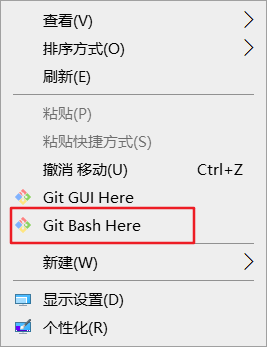 查看(V)
排序方式(O)
刷新(E)
粘贴(P)
粘贴快捷方式(S)
撤消 移动(U) Ctrl+Z
Git GUI Here
Git Bash Here
新建(W)
显示设置(D)
个性化(R)